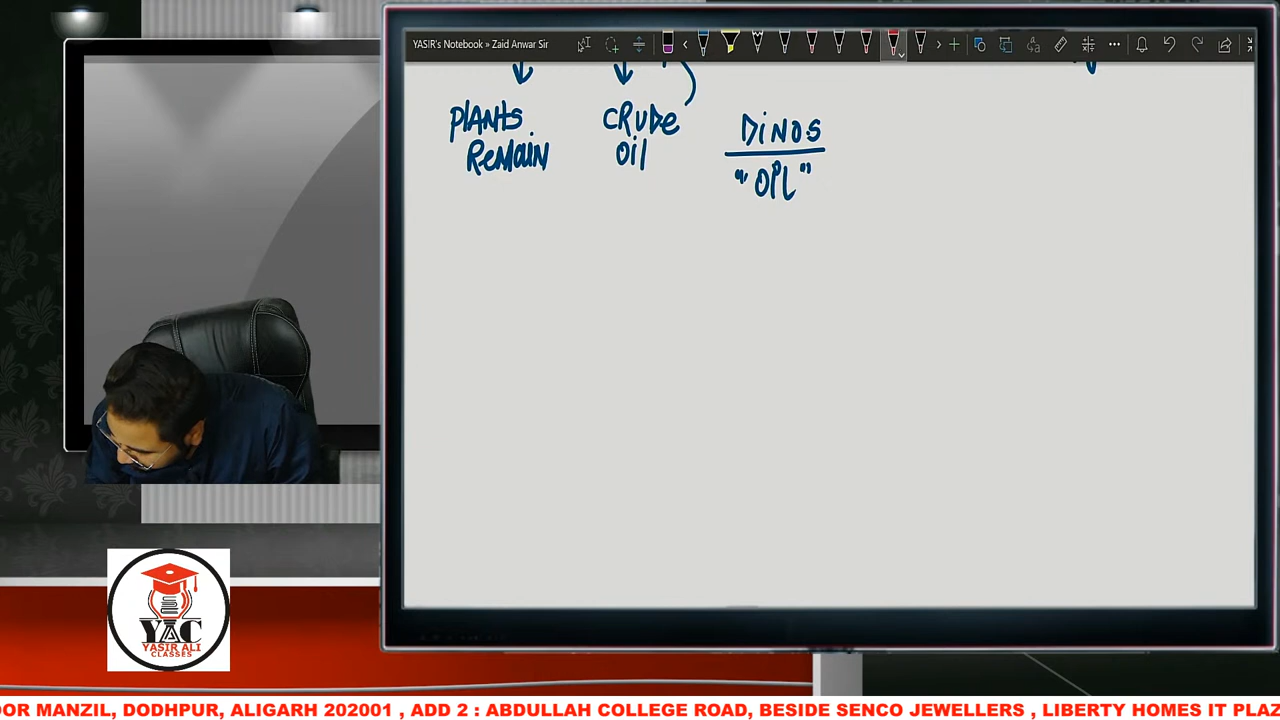 YASIR's Notebook » Zaid Anwar Sir
PLANTS
ReMAin
CRUDe
Oil
DiNOS
"OPL"
YAC
YASIR ALI
CLASSES
OOR MANZIL, DODHPUR, ALIGARH 202001 , ADD 2 : ABDULLAH COLLEGE ROAD, BESIDE SENCO JEWELLERS , LIBERTY HOMES IT PLAZ